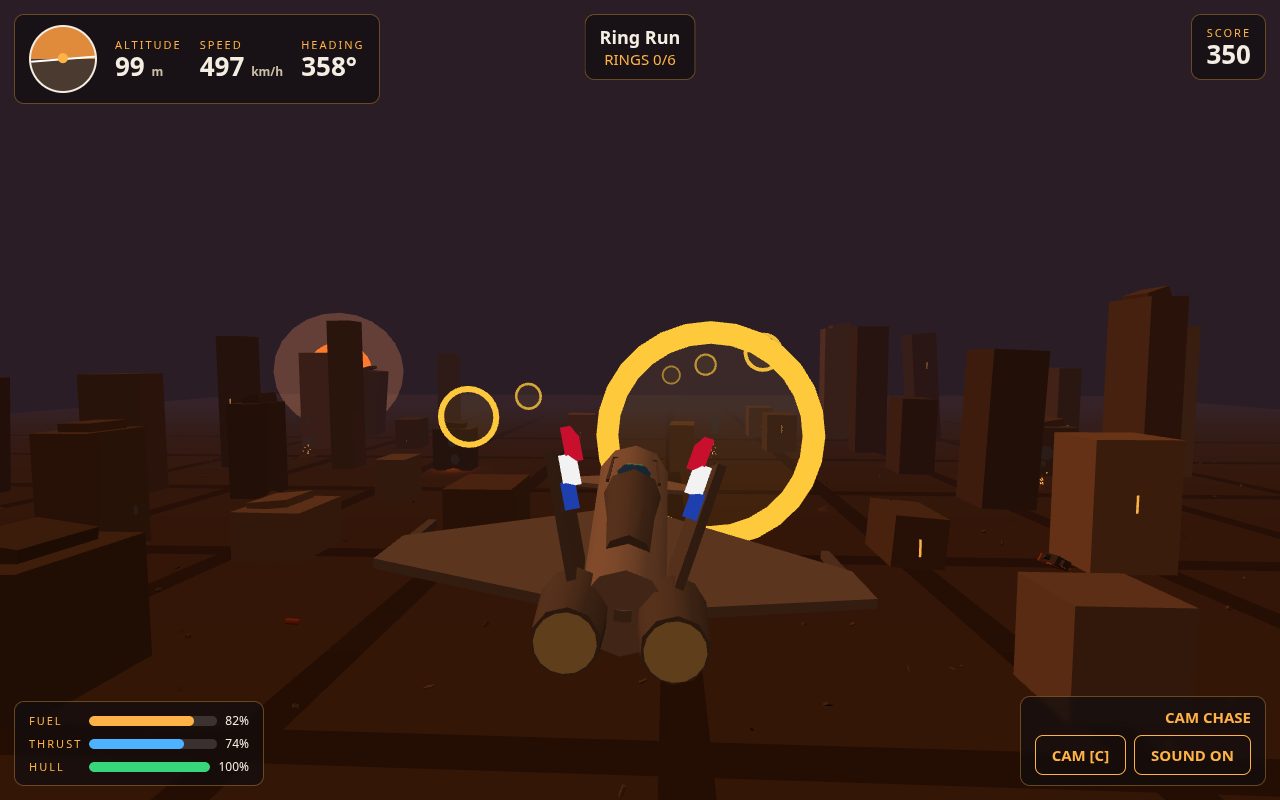 ALTITUDE SPEED HEADING
99 m 497 km/h 358°
Ring Run
RINGS 0/6
SCORE
350
FUEL 82%
THRUST 74%
HULL 100%
CAM CHASE
CAM [C] SOUND ON